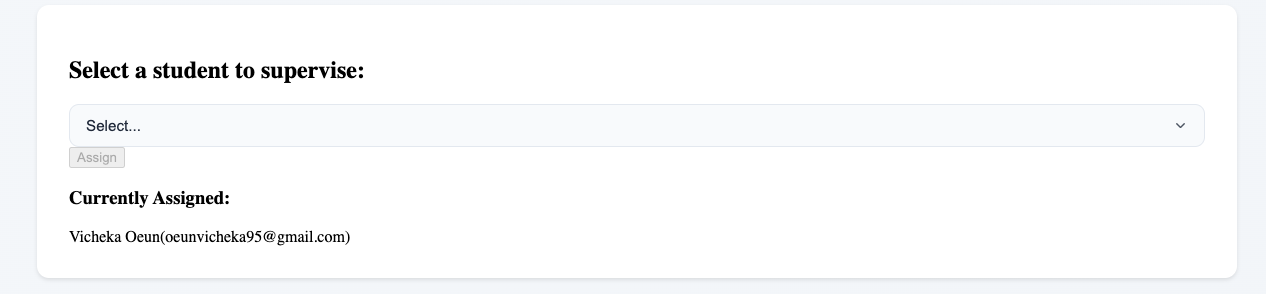 Select a student to supervise:
Select...
Assign
Currently Assigned:
Vicheka Oeun(oeunvicheka95@gmail.com)